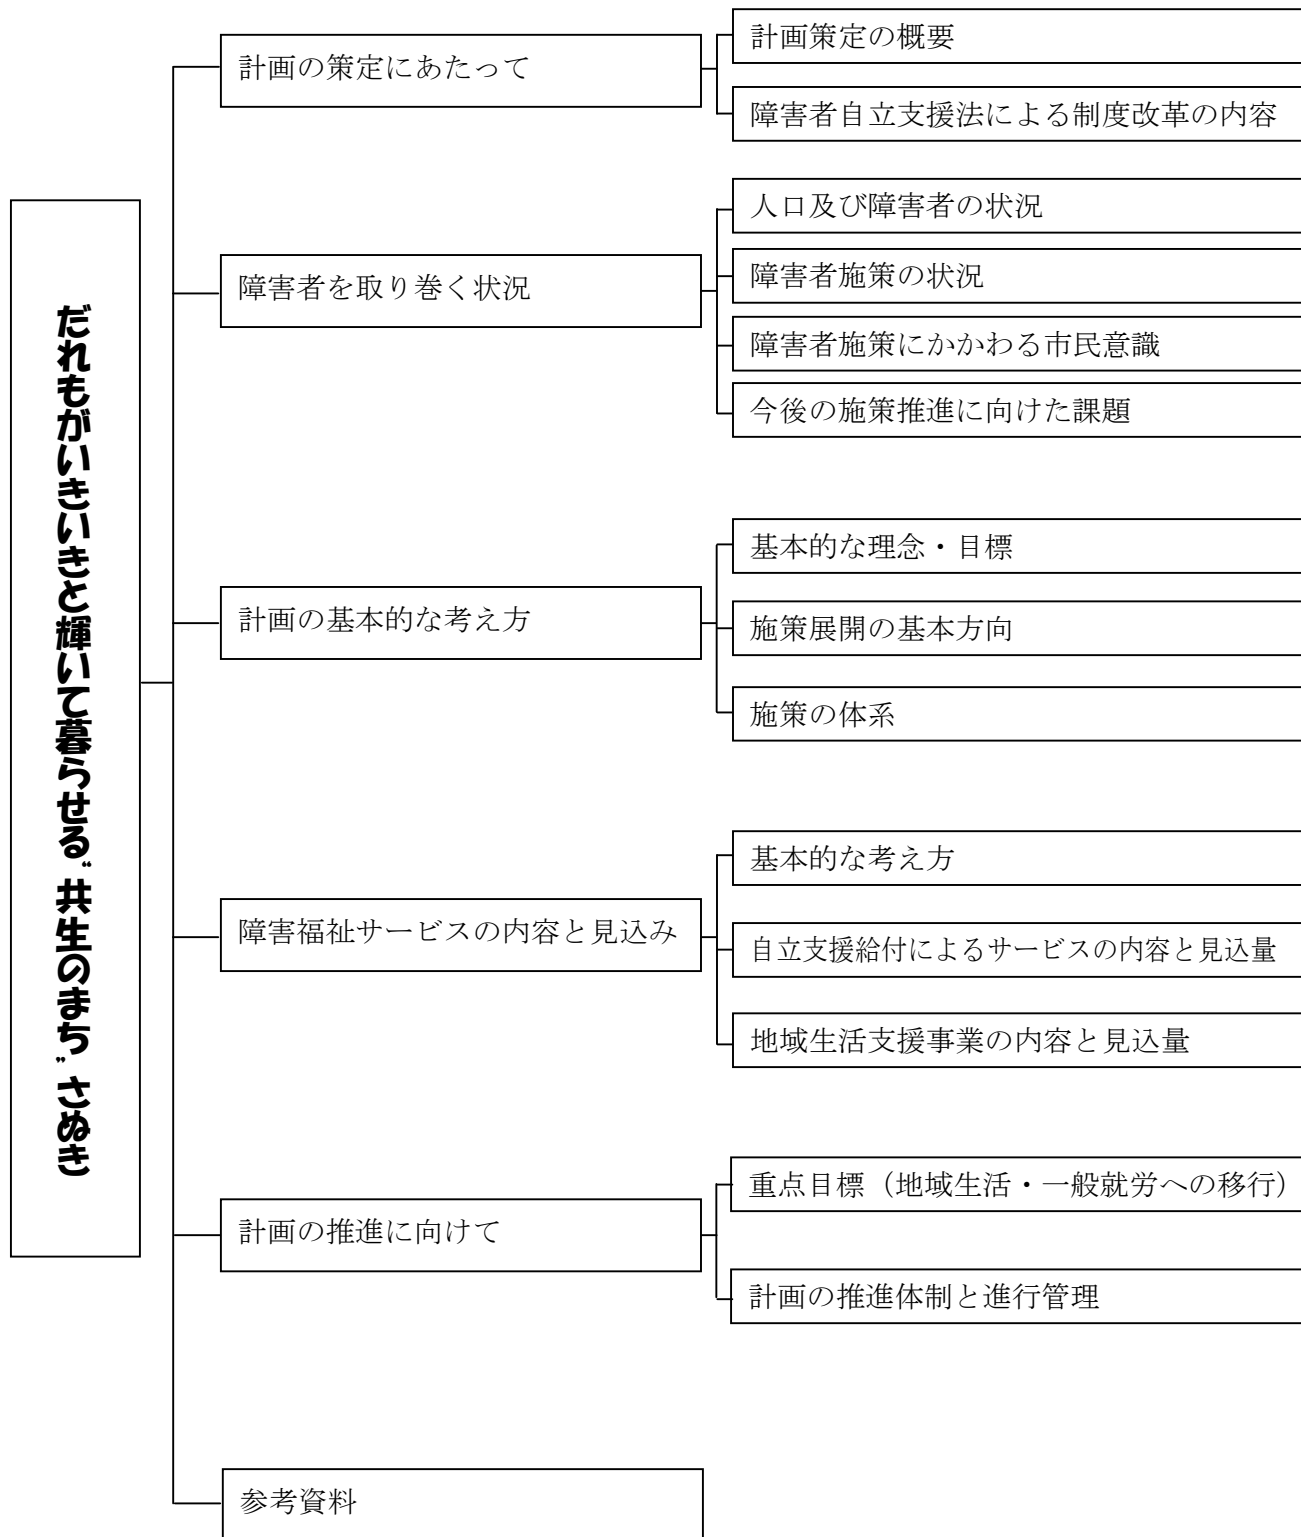 だれもがいきいきと輝いて暮らせる“共生のまち”さぬき
計画の策定にあたって
計画策定の概要
障害者自立支援法による制度改革の内容
障害者を取り巻く状況
人口及び障害者の状況
障害者施策の状況
障害者施策にかかわる市民意識
今後の施策推進に向けた課題
計画の基本的な考え方
基本的な理念・目標
施策展開の基本方向
施策の体系
障害福祉サービスの内容と見込み
基本的な考え方
自立支援給付によるサービスの内容と見込量
地域生活支援事業の内容と見込量
計画の推進に向けて
重点目標（地域生活・一般就労への移行）
計画の推進体制と進行管理
参考資料